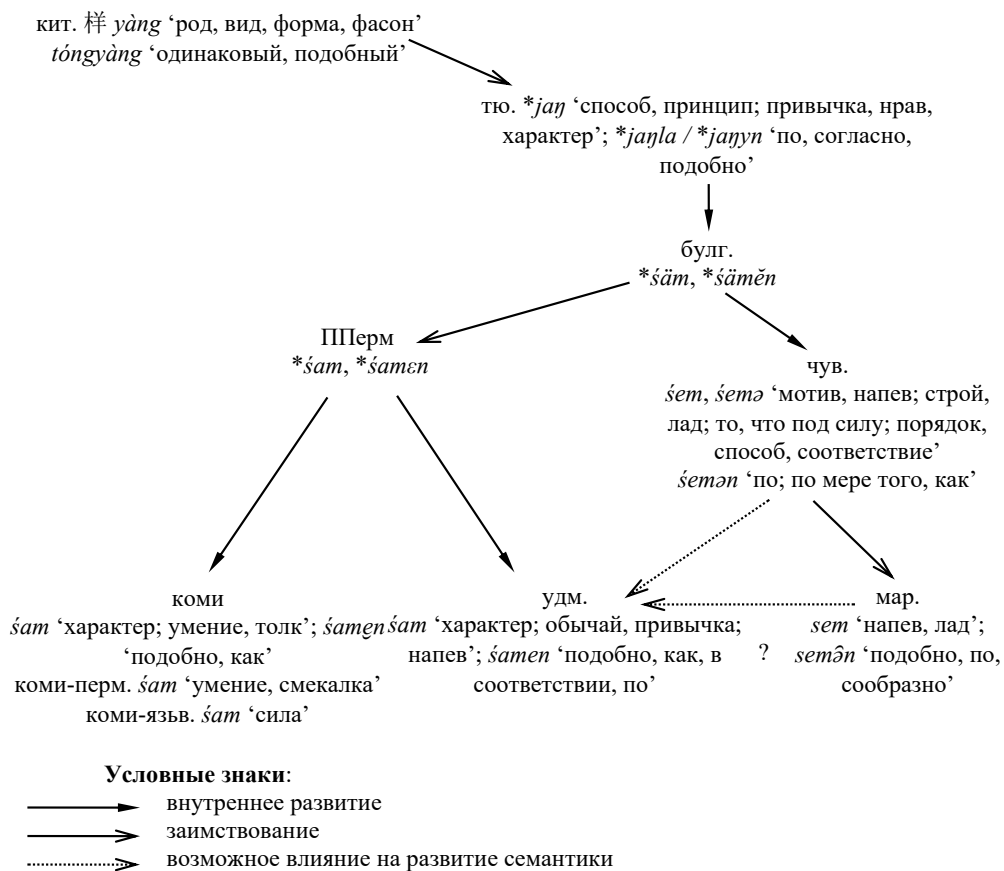 кит. 样 yàng ‘род, вид, форма, фасон’
tóngyàng ‘одинаковый, подобный’
тю. *jaŋ ‘способ, принцип; привычка, нрав,
характер’; *jaŋla / *jaŋyn ‘по, согласно,
подобно’
булг.
*śäm, *śämĕn
ППерм
*śam, *śamɛn
чув.
śem, śemə ‘мотив, напев; строй,
лад; то, что под силу; порядок,
способ, соответствие’
śemən ‘по; по мере того, как’
коми
śam ‘характер; умение, толк’; śamęn
‘подобно, как’
коми-перм. śam ‘умение, смекалка’
коми-язьв. śam ‘сила’
удм.
śam ‘характер; обычай, привычка;
напев’; śamen ‘подобно, как, в
соответствии, по’
?
мар.
sem ‘напев, лад’;
semə̑n ‘подобно, по,
сообразно’
Условные знаки:
внутреннее развитие
заимствование
возможное влияние на развитие семантики